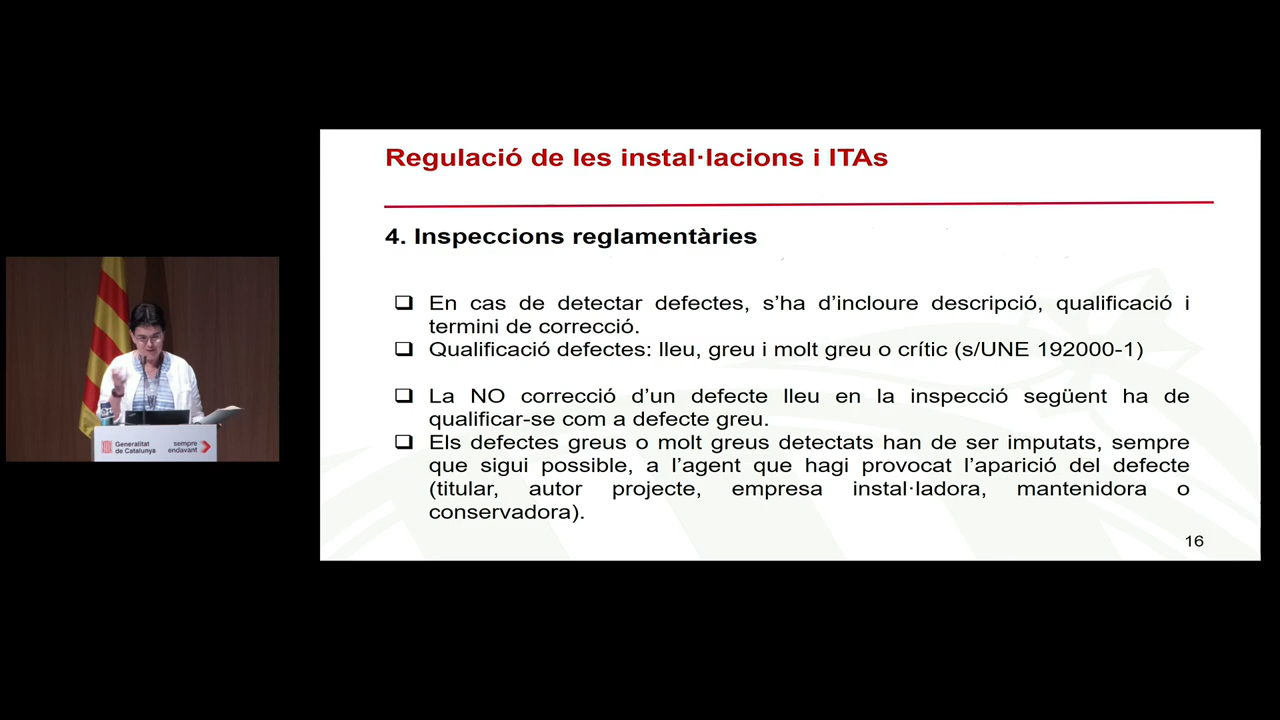 Regulació de les instal·lacions i ITAs
4. Inspeccions reglamentàries
❑ En cas de detectar defectes, s’ha d’incloure descripció, qualificació i
termini de correcció.
❑ Qualificació defectes: lleu, greu i molt greu o crític (s/UNE 192000-1)
❑ La NO correcció d’un defecte lleu en la inspecció següent ha de
qualificar-se com a defecte greu.
❑ Els defectes greus o molt greus detectats han de ser imputats, sempre
que sigui possible, a l’agent que hagi provocat l’aparició del defecte
(titular, autor projecte, empresa instal·ladora, mantenidora o
conservadora).
16
Generalitat
de Catalunya
sempre
endavant